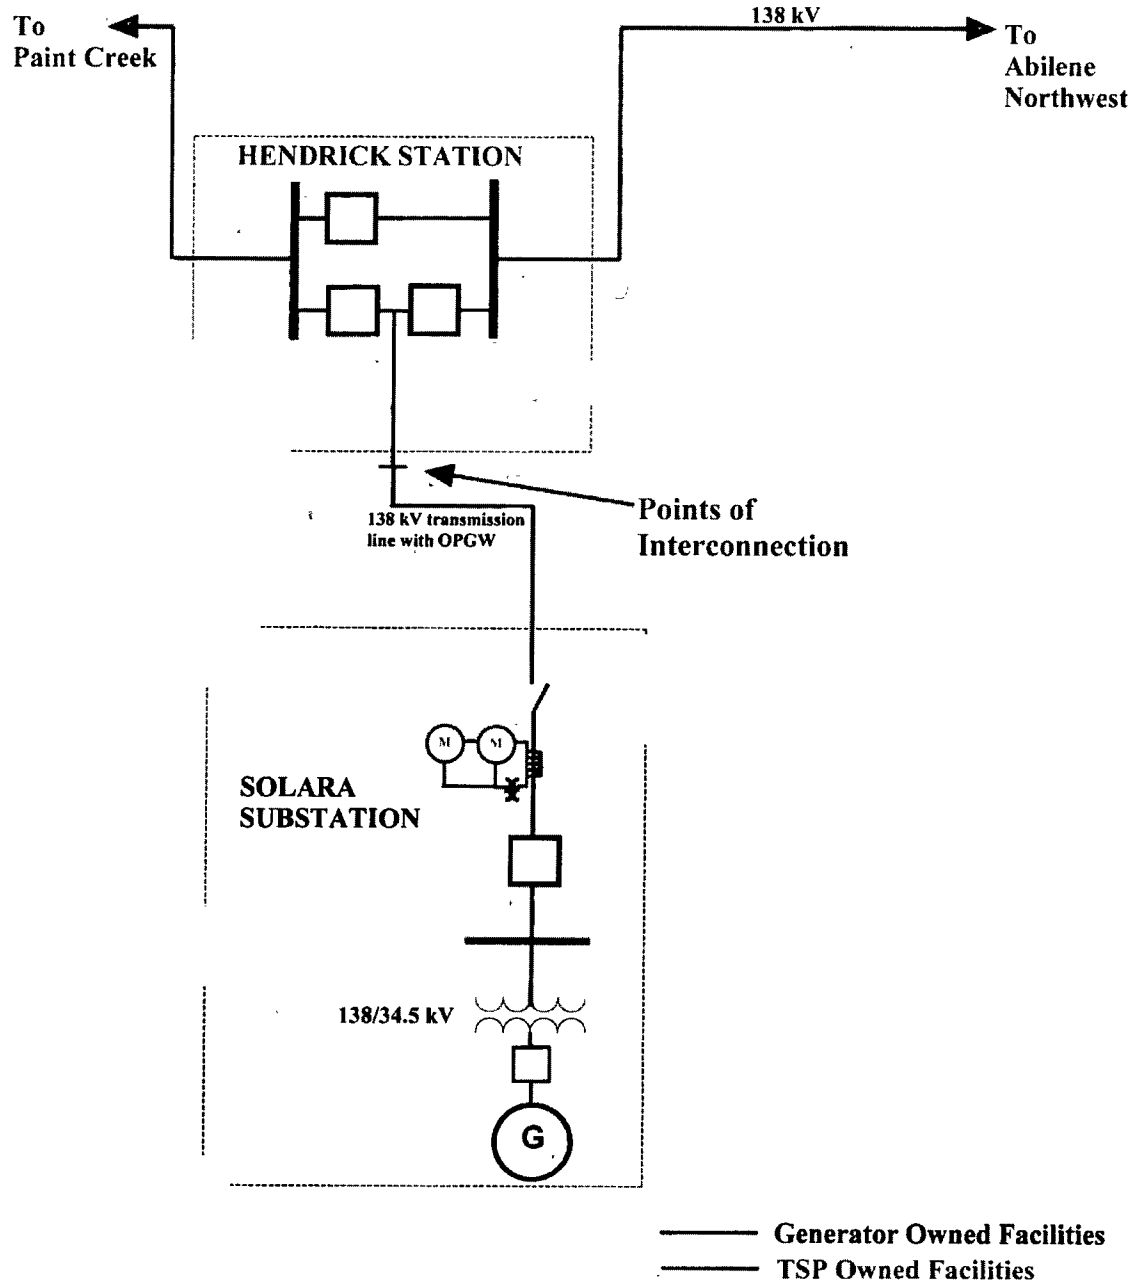 To
Paint Creek
138 kV
To
Abilene
Northwest
HENDRICK STATION
Points of
Interconnection
138 kV transmission
line with OPGW
M
M
SOLARA
SUBSTATION
138/34.5 kV
G
Generator Owned Facilities
TSP Owned Facilities